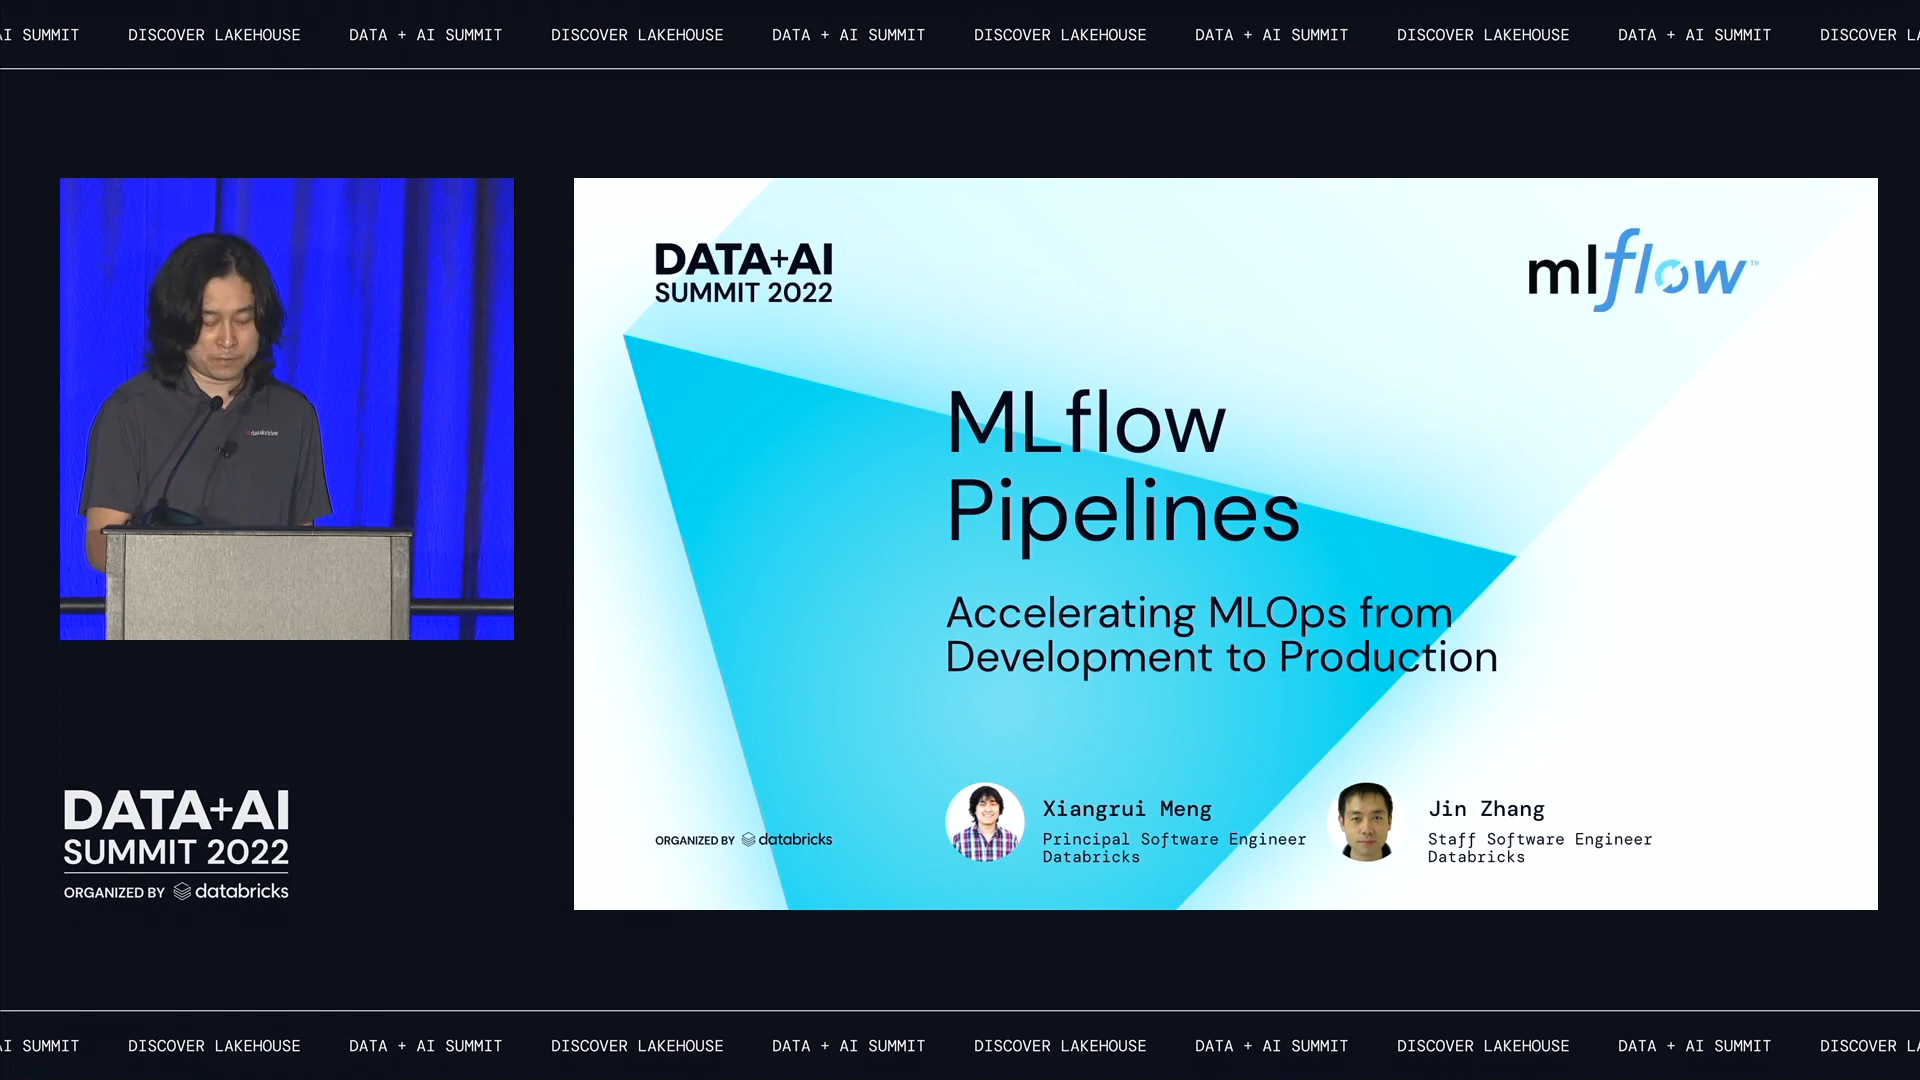 AI SUMMIT DISCOVER LAKEHOUSE DATA + AI SUMMIT DISCOVER LAKEHOUSE DATA + AI SUMMIT DISCOVER LAKEHOUSE DATA + AI SUMMIT DISCOVER LAKEHOUSE DATA + AI SUMMIT DISCOVER LA
databricks
DATA+AI
SUMMIT 2022
ORGANIZED BY databricks
DATA+AI
SUMMIT 2022
mlflow™
MLflow
Pipelines
Accelerating MLOps from
Development to Production
ORGANIZED BY databricks
Xiangrui Meng
Principal Software Engineer
Databricks
Jin Zhang
Staff Software Engineer
Databricks
AI SUMMIT DISCOVER LAKEHOUSE DATA + AI SUMMIT DISCOVER LAKEHOUSE DATA + AI SUMMIT DISCOVER LAKEHOUSE DATA + AI SUMMIT DISCOVER LAKEHOUSE DATA + AI SUMMIT DISCOVER LA